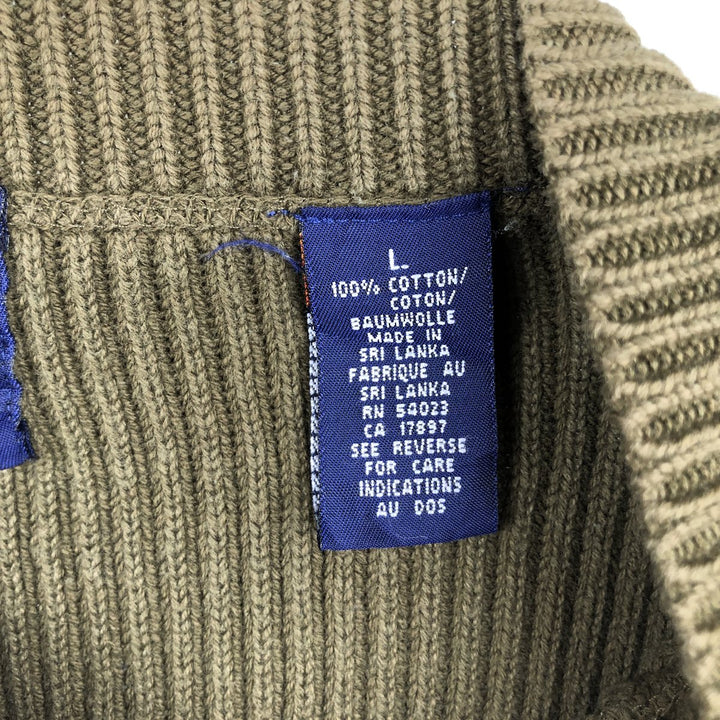 L.
100% COTTON/
COTON/
BAUMWOLLE
MADE IN
SRI LANKA
FABRIQUE AU
SRI LANKA
RN 54023
CA 17897
SEE REVERSE
FOR CARE
INDICATIONS
AU DOS